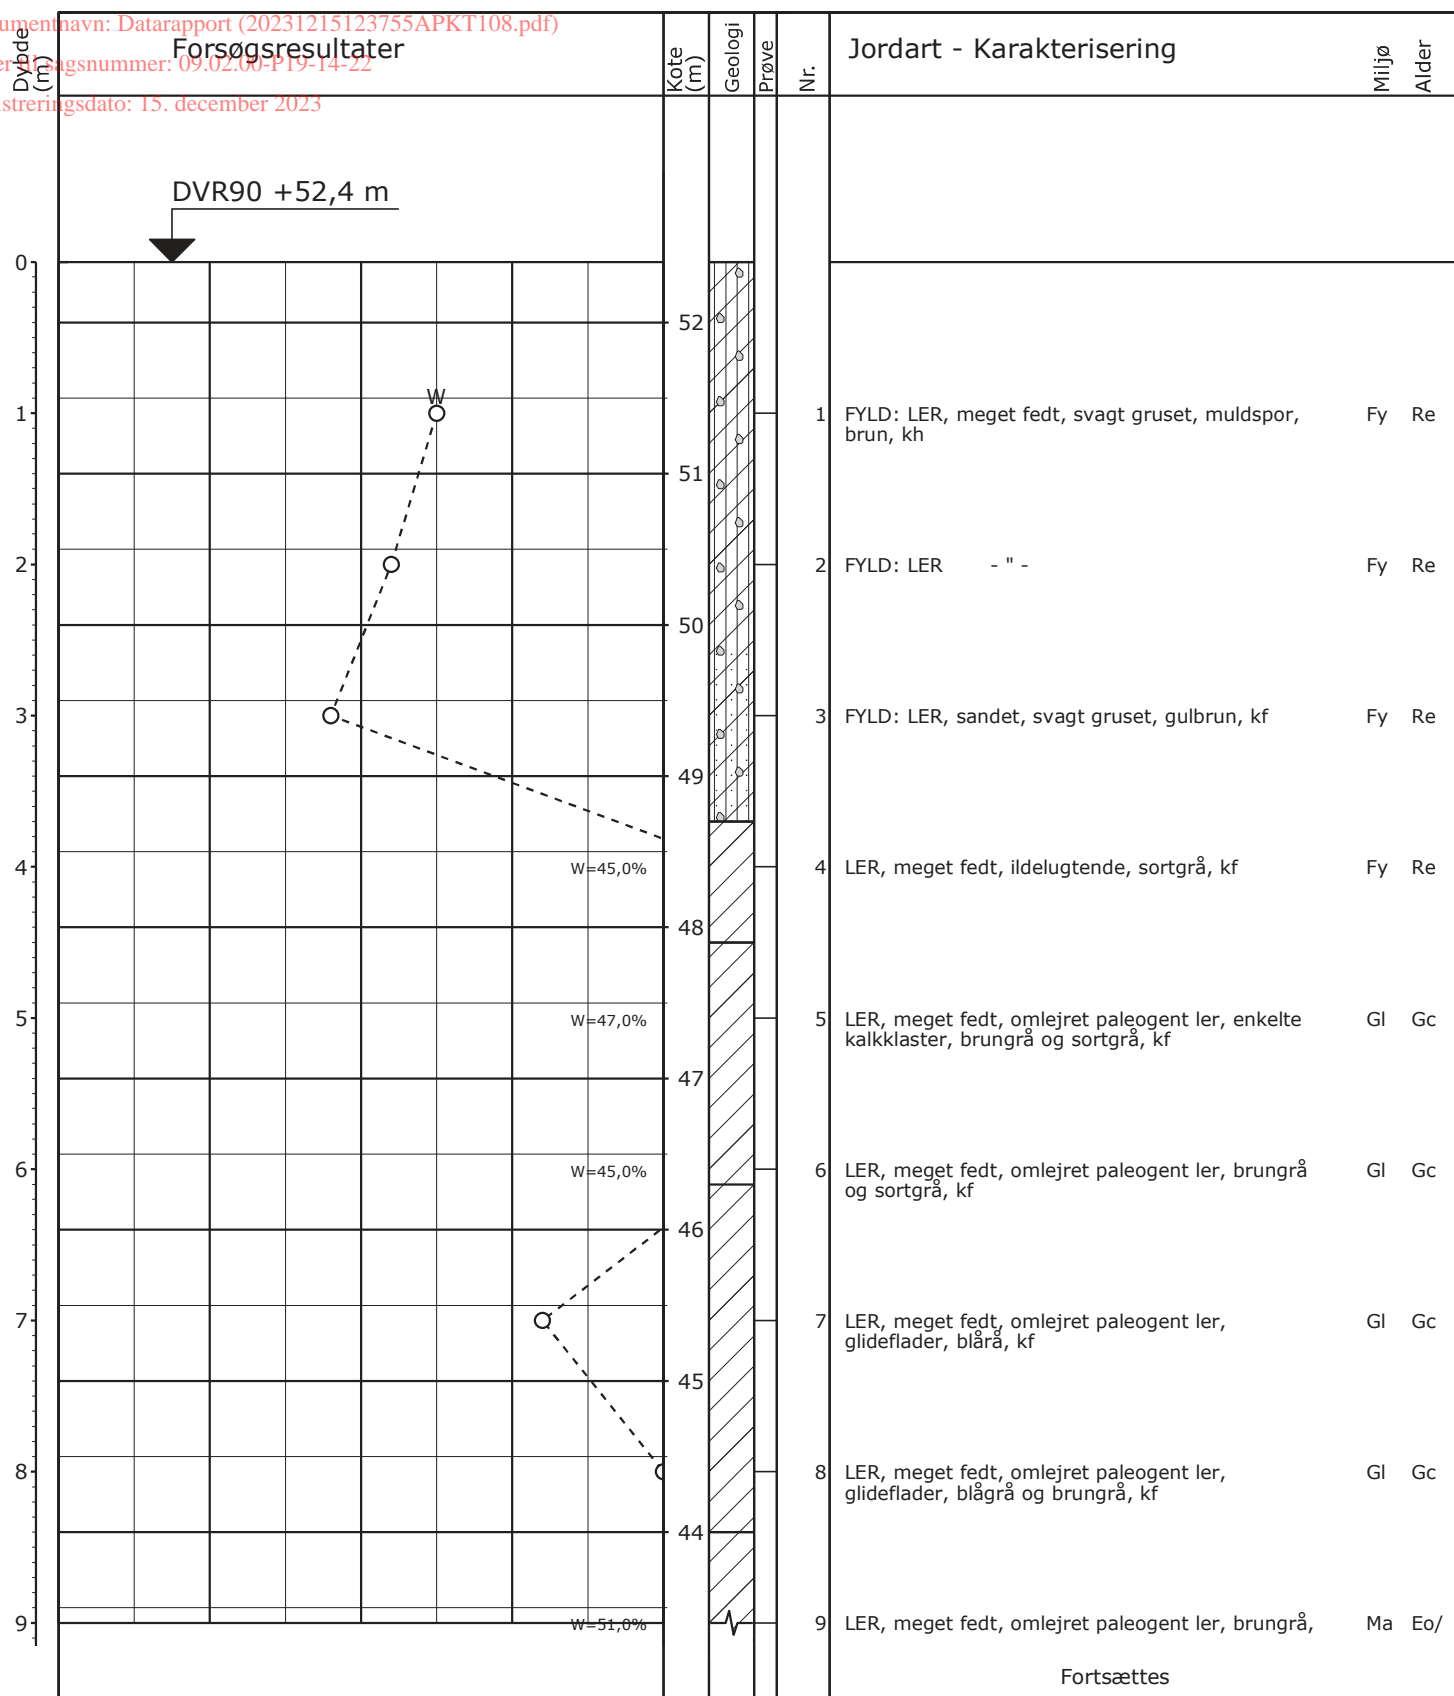 umentnavn: Datarapport (20231215123755APKT108.pdf)
sagsnummer: 09.02.00-P19-14-22
streringsdato: 15. december 2023
Dybde
(m)
Forsøgsresultater
Kote
(m)
Geologi
Prøve
Nr.
Jordart - Karakterisering
Miljø
Alder
DVR90 +52,4 m
0
52
W
1
1
FYLD: LER, meget fedt, svagt gruset, muldspor,
brun, kh
Fy
Re
51
2
2
FYLD: LER - " -
Fy
Re
50
3
3
FYLD: LER, sandet, svagt gruset, gulbrun, kf
Fy
Re
49
4
W=45,0%
4
LER, meget fedt, ildelugtende, sortgrå, kf
Fy
Re
48
5
W=47,0%
5
LER, meget fedt, omlejret paleogent ler, enkelte
kalkklaster, brungrå og sortgrå, kf
Gl
Gc
47
6
W=45,0%
6
LER, meget fedt, omlejret paleogent ler, brungrå
og sortgrå, kf
Gl
Gc
46
7
7
LER, meget fedt, omlejret paleogent ler,
glideflader, blårå, kf
Gl
Gc
45
8
8
LER, meget fedt, omlejret paleogent ler,
glideflader, blågrå og brungrå, kf
Gl
Gc
44
9
W=51,0%
9
LER, meget fedt, omlejret paleogent ler, brungrå,
Ma
Eo/
Fortsættes